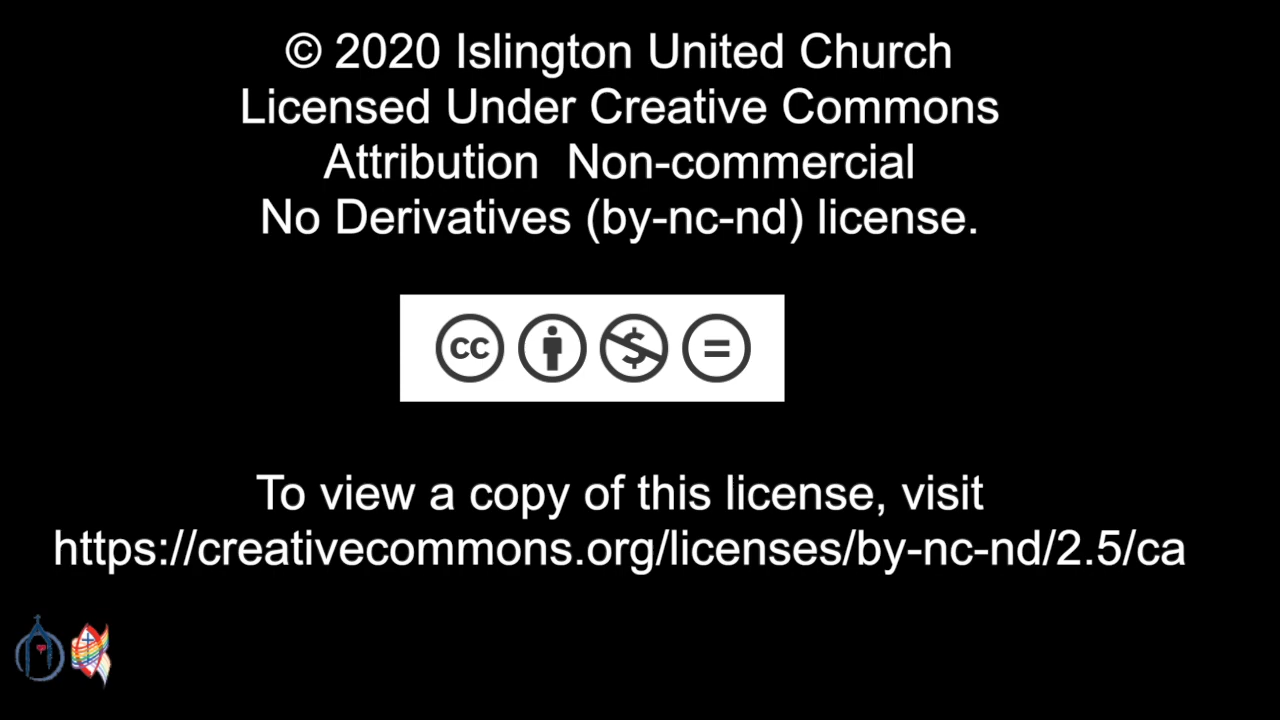 © 2020 Islington United Church
Licensed Under Creative Commons
Attribution  Non-commercial
No Derivatives (by-nc-nd) license.
cc $ =
To view a copy of this license, visit
https://creativecommons.org/licenses/by-nc-nd/2.5/ca